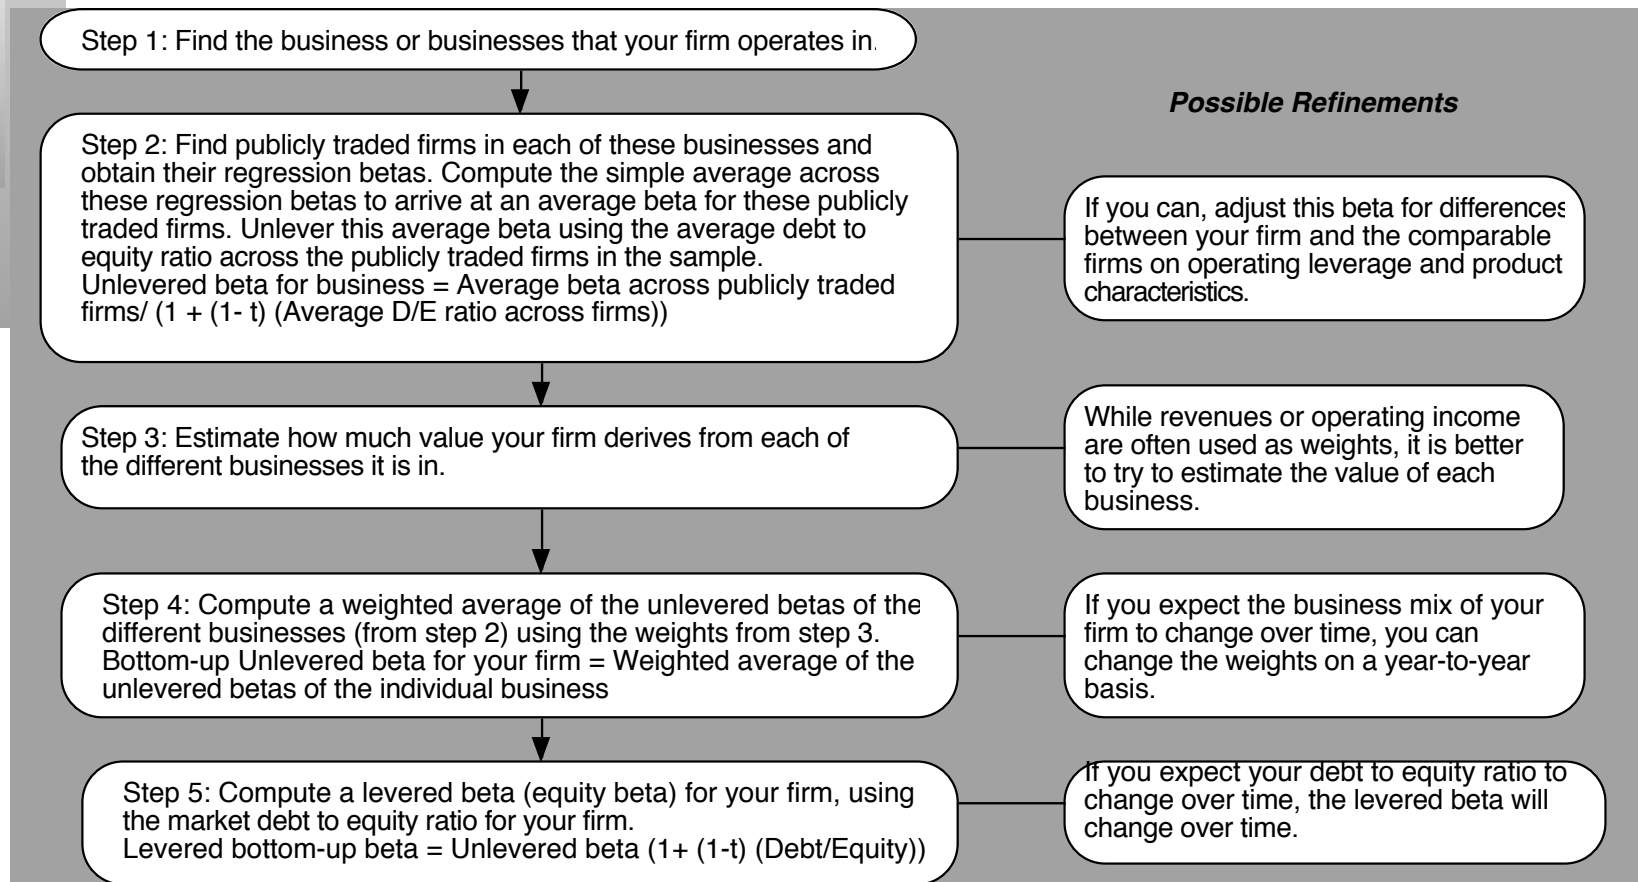 Step 1: Find the business or businesses that your firm operates in.
Possible Refinements
Step 2: Find publicly traded firms in each of these businesses and
obtain their regression betas. Compute the simple average across
these regression betas to arrive at an average beta for these publicly
traded firms. Unlever this average beta using the average debt to
equity ratio across the publicly traded firms in the sample.
Unlevered beta for business = Average beta across publicly traded
firms/ (1 + (1- t) (Average D/E ratio across firms))
If you can, adjust this beta for differences
between your firm and the comparable
firms on operating leverage and product
characteristics.
Step 3: Estimate how much value your firm derives from each of
the different businesses it is in.
While revenues or operating income
are often used as weights, it is better
to try to estimate the value of each
business.
Step 4: Compute a weighted average of the unlevered betas of the
different businesses (from step 2) using the weights from step 3.
Bottom-up Unlevered beta for your firm = Weighted average of the
unlevered betas of the individual business
If you expect the business mix of your
firm to change over time, you can
change the weights on a year-to-year
basis.
Step 5: Compute a levered beta (equity beta) for your firm, using
the market debt to equity ratio for your firm.
Levered bottom-up beta = Unlevered beta (1+ (1-t) (Debt/Equity))
If you expect your debt to equity ratio to
change over time, the levered beta will
change over time.